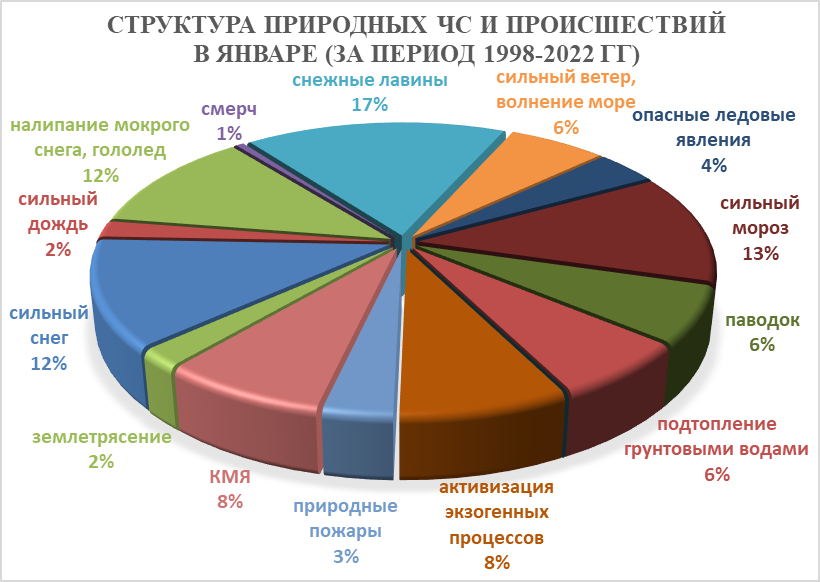 СТРУКТУРА ПРИРОДНЫХ ЧС И ПРОИСШЕСТВИЙ
В ЯНВАРЕ (ЗА ПЕРИОД 1998-2022 ГГ)
снежные лавины
17%
сильный ветер,
волнение море
6%
опасные ледовые
явления
4%
сильный
мороз
13%
паводок
6%
подтопление
грунтовыми водами
6%
активизация
экзогенных
процессов
8%
природные
пожары
3%
КМЯ
8%
землетрясение
2%
сильный
снег
12%
сильный
дождь
2%
налипание мокрого
снега, гололед
12%
смерч
1%